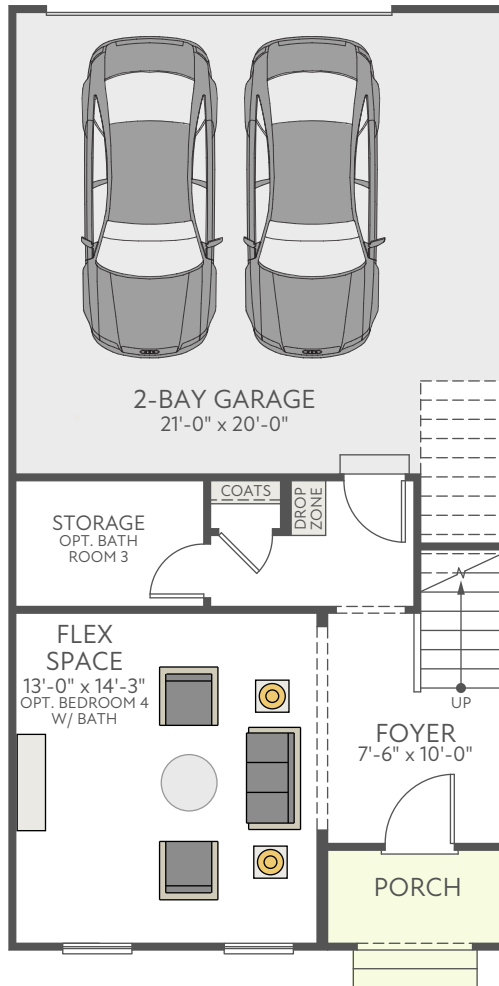 2-BAY GARAGE
21'-0" x 20'-0"
COATS
DROP
ZONE
STORAGE
OPT. BATH
ROOM 3
FLEX
SPACE
13'-0" x 14'-3"
OPT. BEDROOM 4
W/ BATH
UP
FOYER
7'-6" x 10'-0"
PORCH